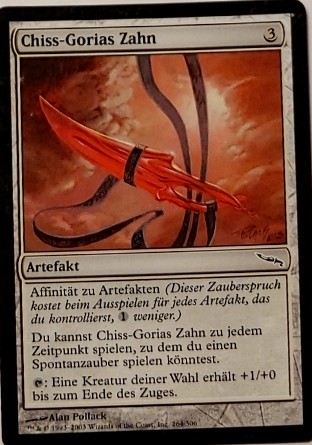 Chiss-Gorias Zahn 3
Artefakt
Affinität zu Artefakten (Dieser Zauberspruch
kostet beim Ausspielen für jedes Artefakt, das
du kontrollierst, 1 weniger.)
Du kannst Chiss-Gorias Zahn zu jedem
Zeitpunkt spielen, zu dem du einen
Spontanzauber spielen könntest.
: Eine Kreatur deiner Wahl erhält +1/+0
bis zum Ende des Zuges.
Alan Pollack
™ & © 1993-2003 Wizards of the Coast, Inc. 264/306